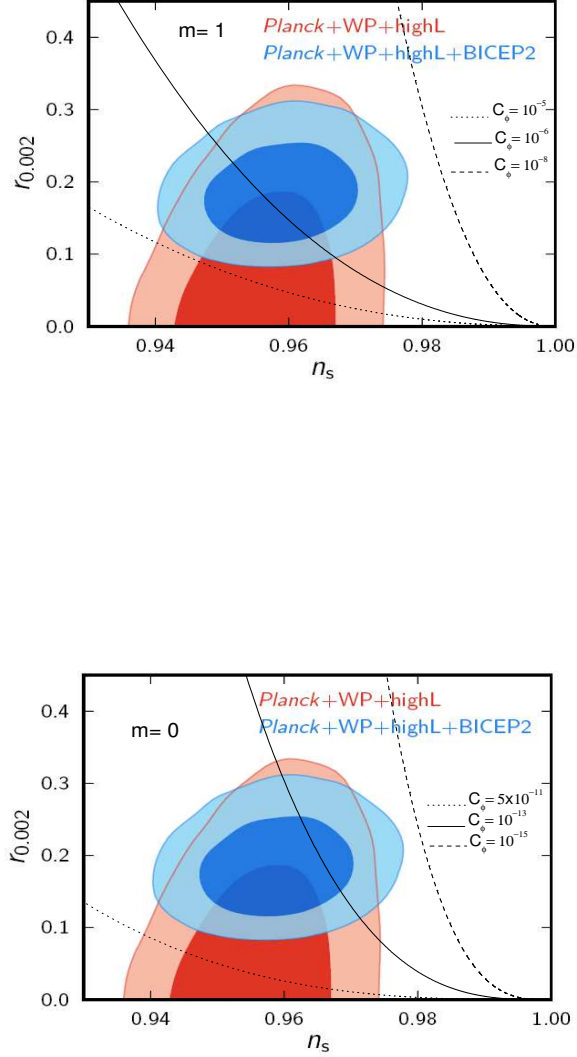 0.4
m= 1
Planck+WP+highL
Planck+WP+highL+BICEP2
0.3
C_ϕ= 10^-5
C_ϕ= 10^-6
C_ϕ= 10^-8
0.2
r_0.002
0.1
0.0
0.94 0.96 0.98 1.00
n_s
0.4
Planck+WP+highL
m= 0
Planck+WP+highL+BICEP2
0.3
C_ϕ= 5x10^-11
C_ϕ= 10^-13
C_ϕ= 10^-15
0.2
r_0.002
0.1
0.0
0.94 0.96 0.98 1.00
n_s